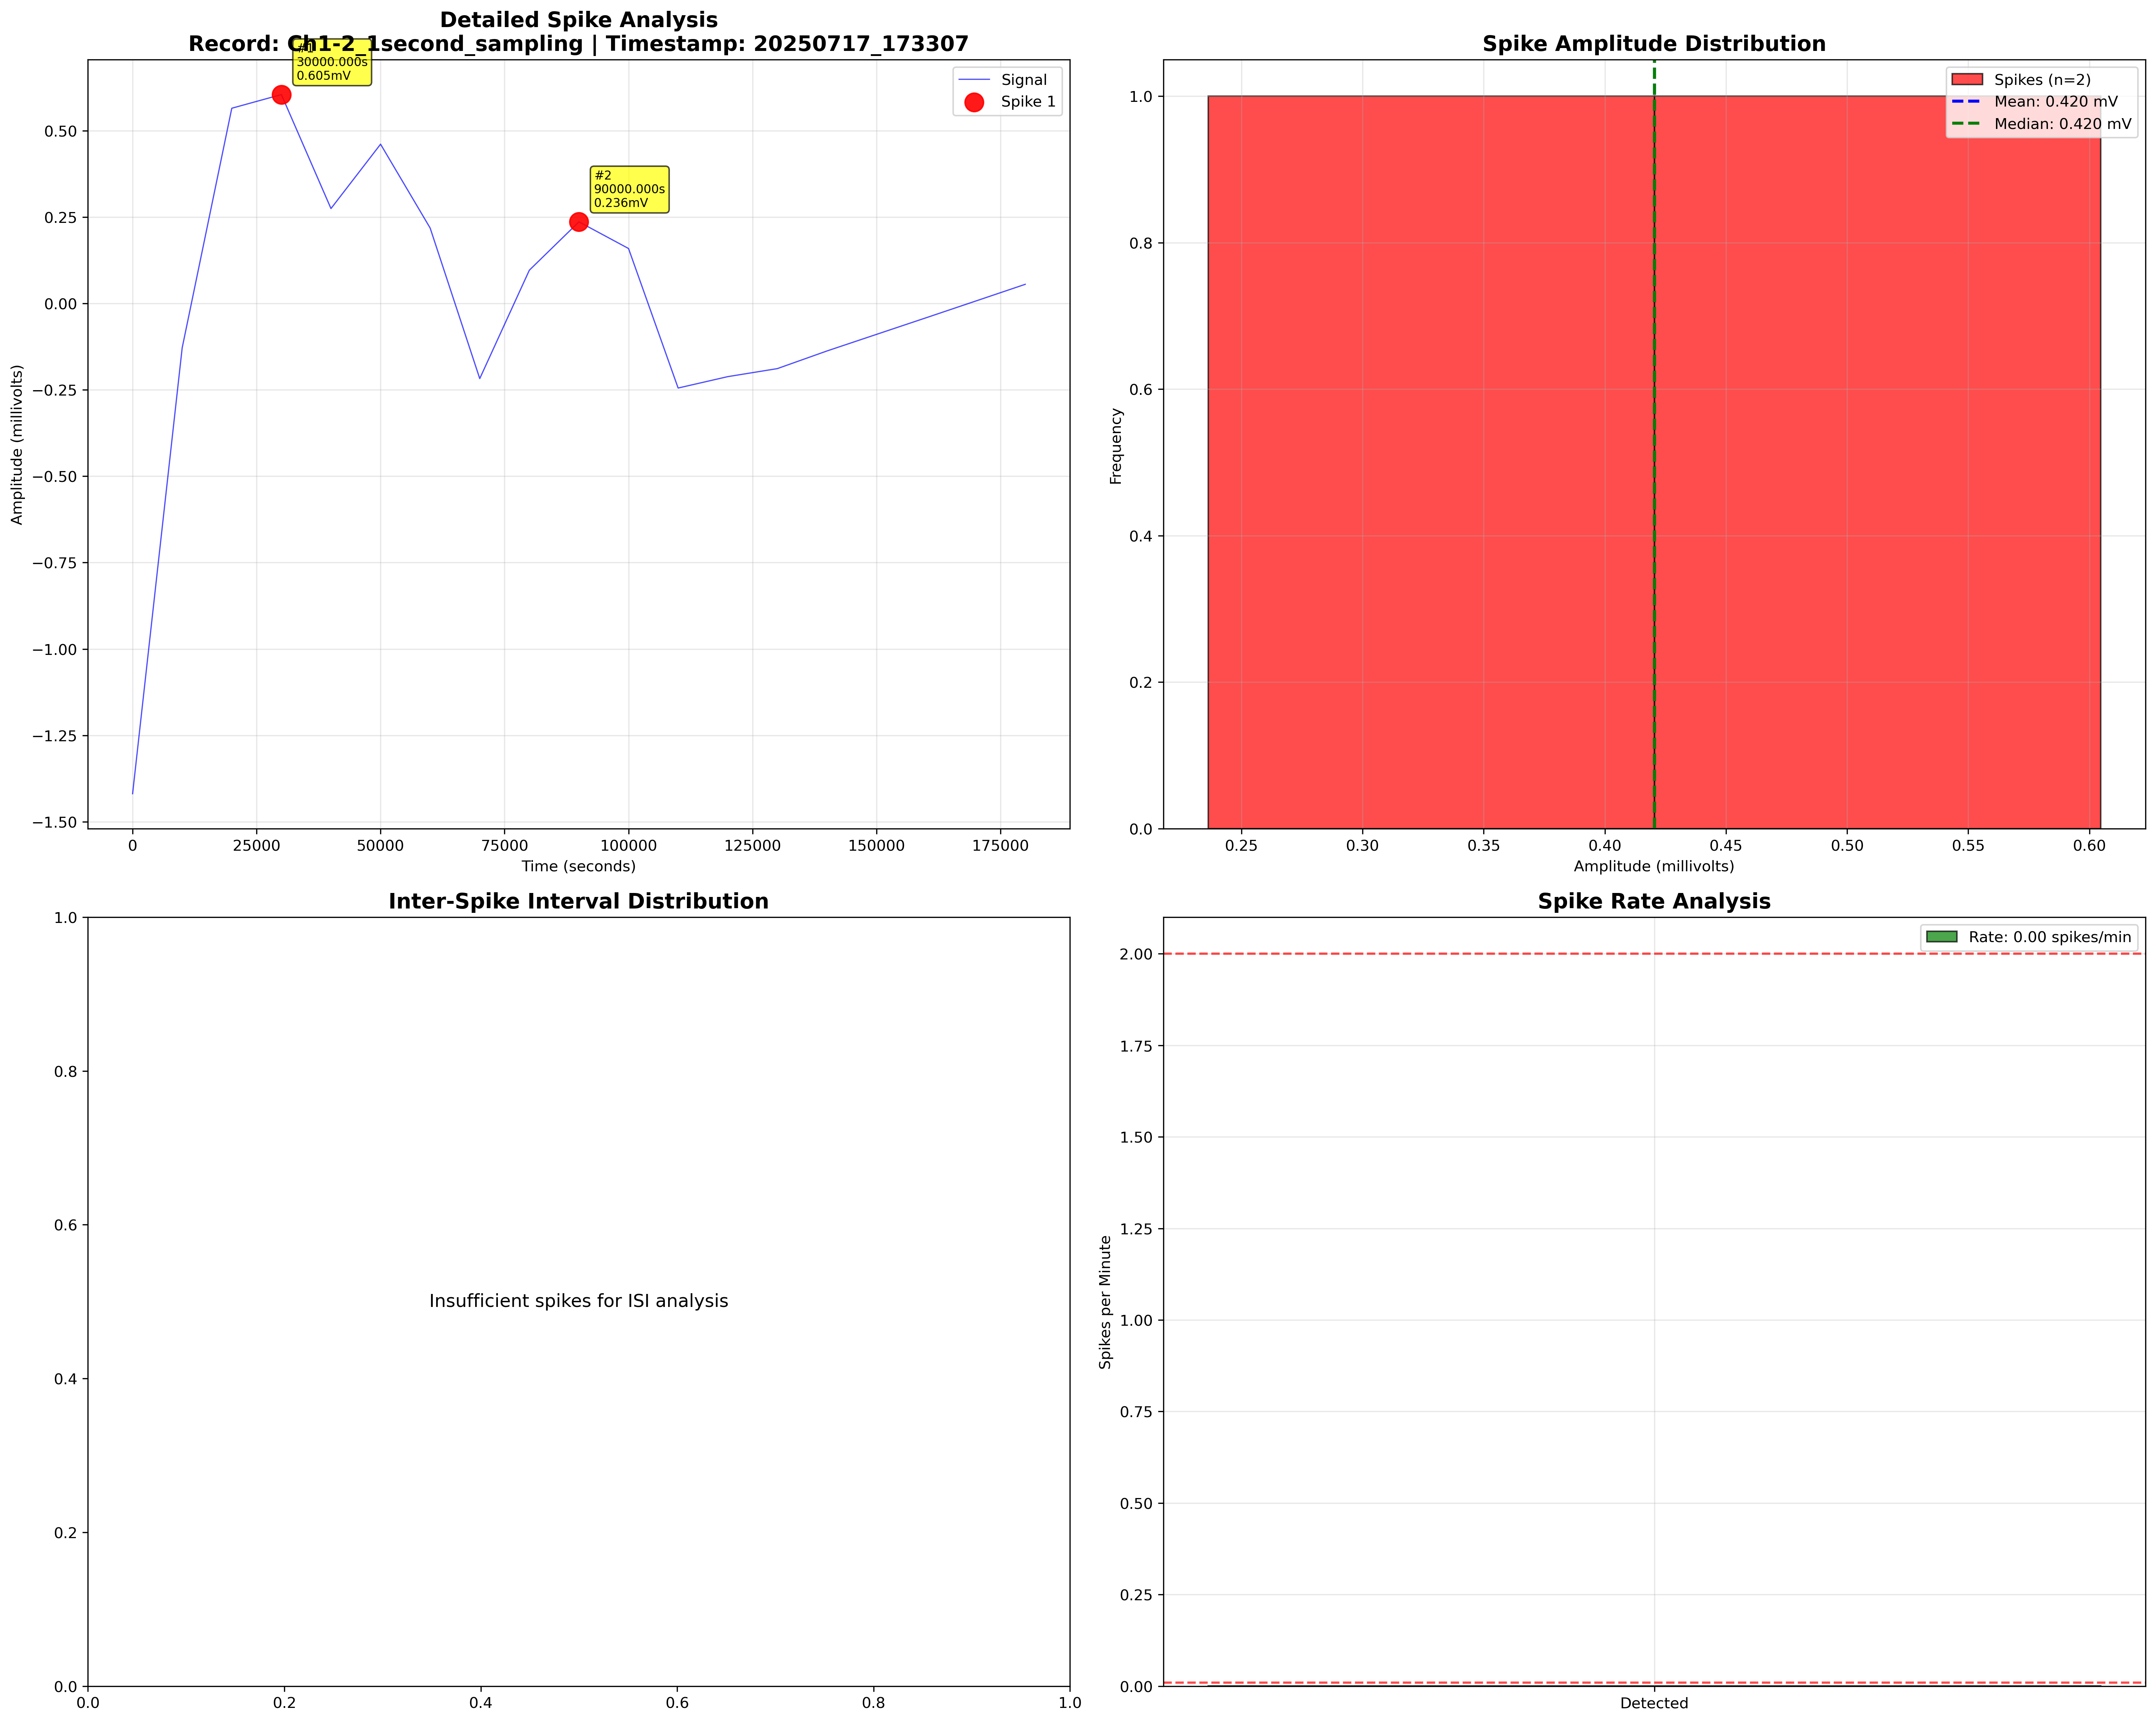 Detailed Spike Analysis
Record: Ch1-2_1second_sampling | Timestamp: 20250717_173307
#1
30000.000s
0.605mV
Signal
Spike 1
#2
90000.000s
0.236mV
0.50
0.25
0.00
−0.25
−0.50
−0.75
−1.00
−1.25
−1.50
Amplitude (millivolts)
0 25000 50000 75000 100000 125000 150000 175000
Time (seconds)
Spike Amplitude Distribution
Spikes (n=2)
Mean: 0.420 mV
Median: 0.420 mV
1.0
0.8
0.6
0.4
0.2
0.0
Frequency
0.25 0.30 0.35 0.40 0.45 0.50 0.55 0.60
Amplitude (millivolts)
Inter-Spike Interval Distribution
1.0
0.8
0.6
0.4
0.2
0.0
Insufficient spikes for ISI analysis
0.0 0.2 0.4 0.6 0.8 1.0
Spike Rate Analysis
Rate: 0.00 spikes/min
2.00
1.75
1.50
1.25
1.00
0.75
0.50
0.25
0.00
Spikes per Minute
Detected